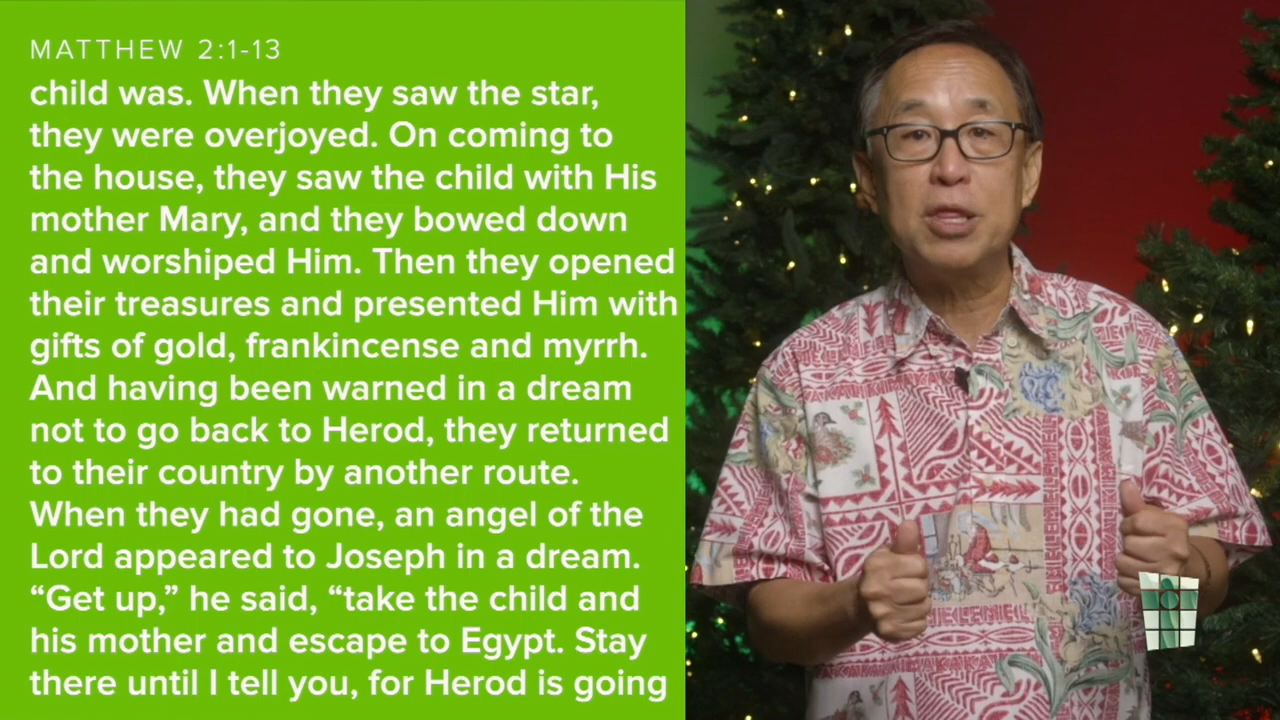 MATTHEW 2:1-13
child was. When they saw the star,
they were overjoyed. On coming to
the house, they saw the child with His
mother Mary, and they bowed down
and worshiped Him. Then they opened
their treasures and presented Him with
gifts of gold, frankincense and myrrh.
And having been warned in a dream
not to go back to Herod, they returned
to their country by another route.
When they had gone, an angel of the
Lord appeared to Joseph in a dream.
“Get up,” he said, “take the child and
his mother and escape to Egypt. Stay
there until I tell you, for Herod is going